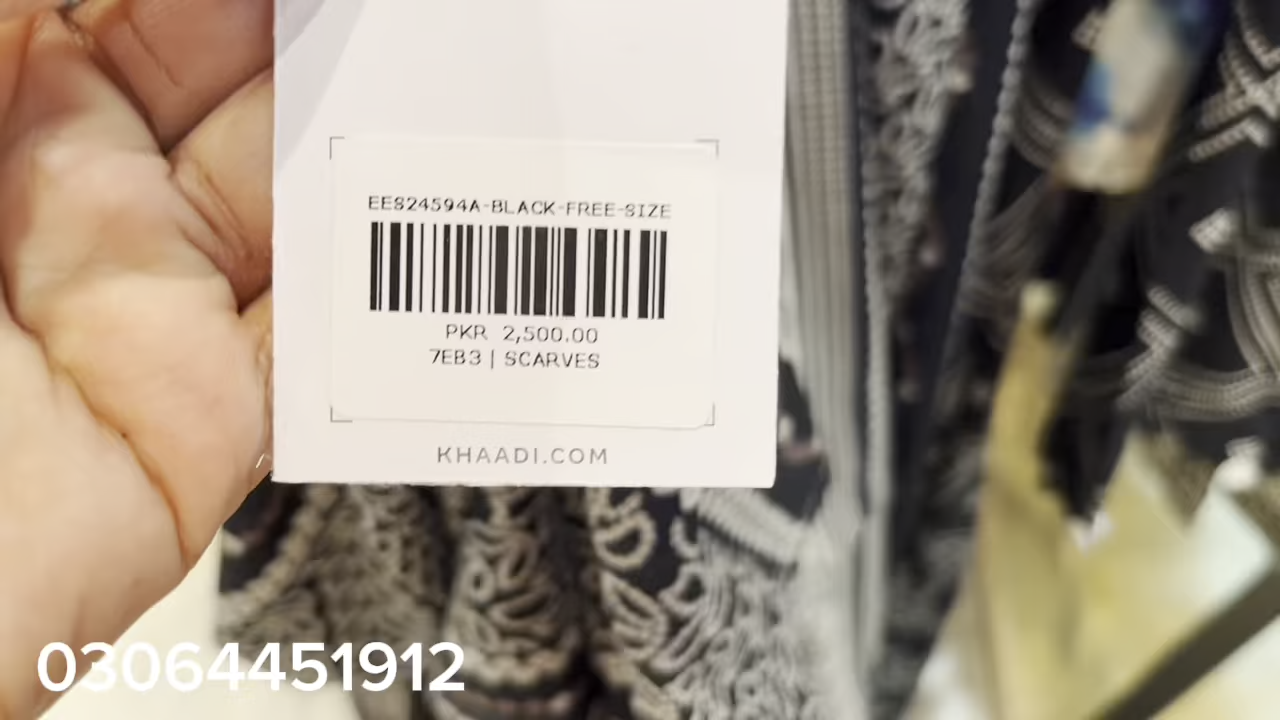 EES24594A-BLACK-FREE-SIZE
PKR 2,500.00
7EB3 | SCARVES
KHAADI.COM
03064451912